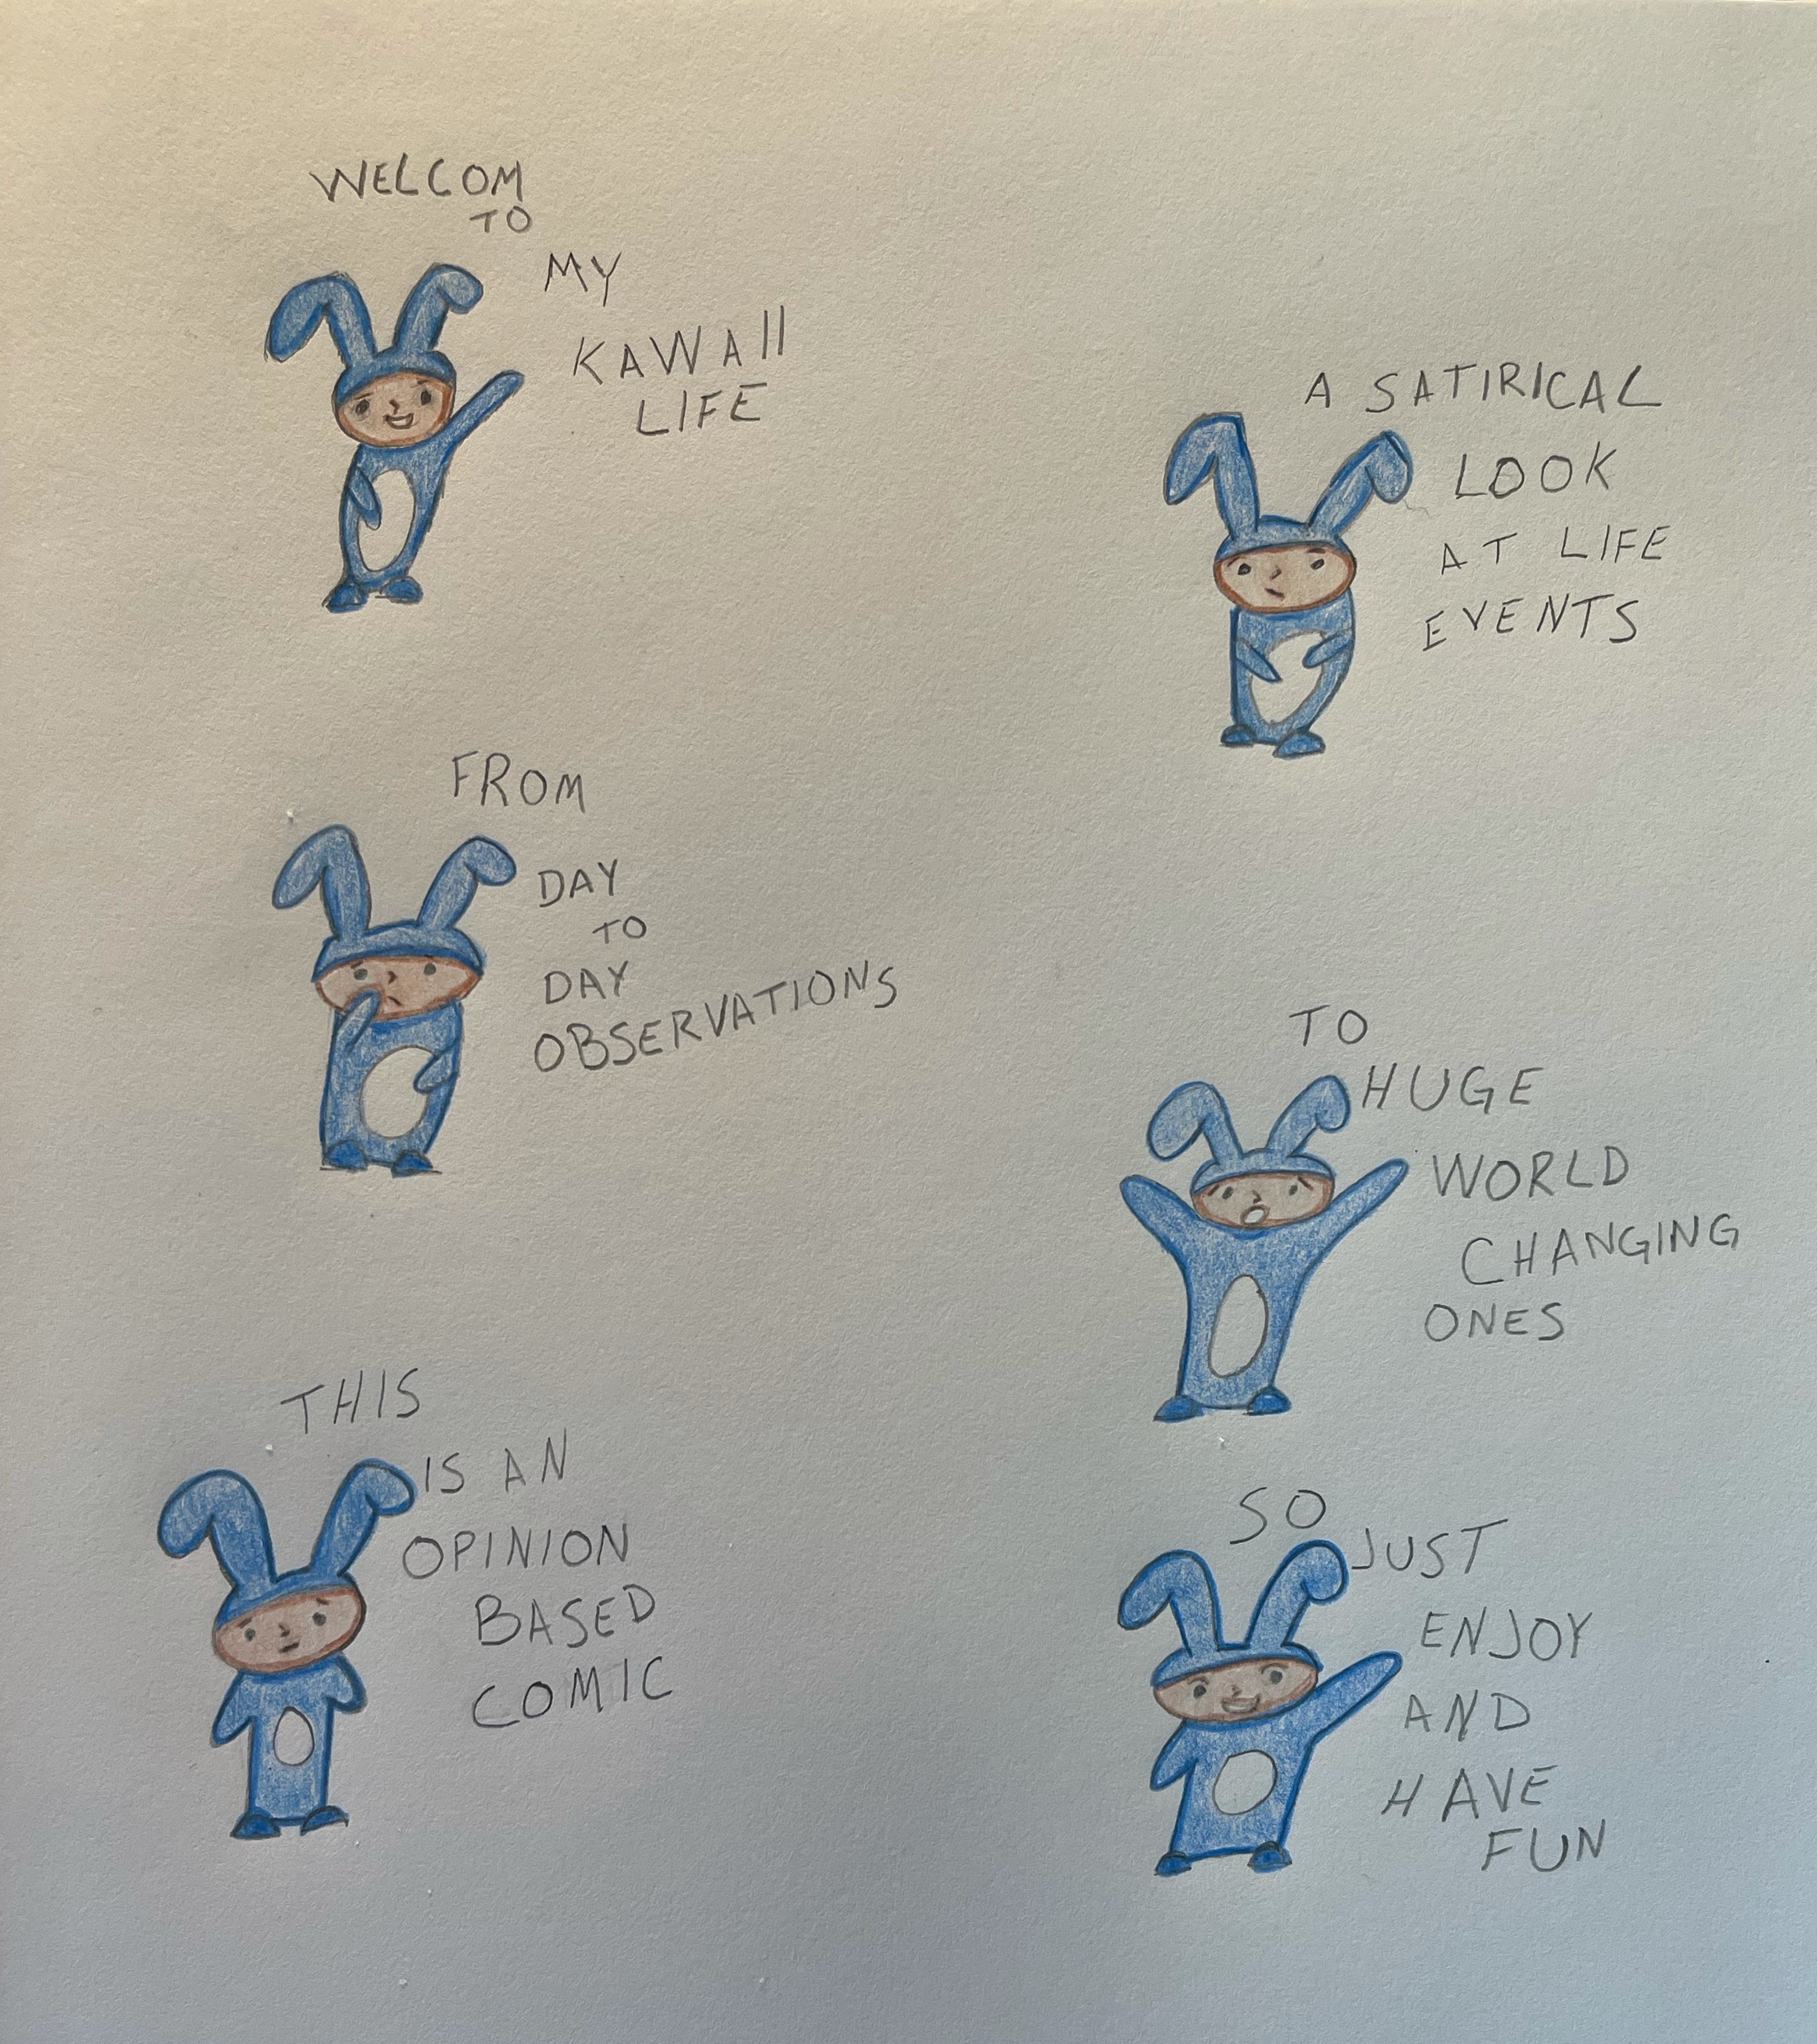 WELCOM
TO
MY
KAWAII
LIFE
A SATIRICAL
LOOK
AT LIFE
EVENTS
FROM
DAY
TO
DAY
OBSERVATIONS
TO
HUGE
WORLD
CHANGING
ONES
THIS
IS AN
OPINION
BASED
COMIC
SO
JUST
ENJOY
AND
HAVE
FUN